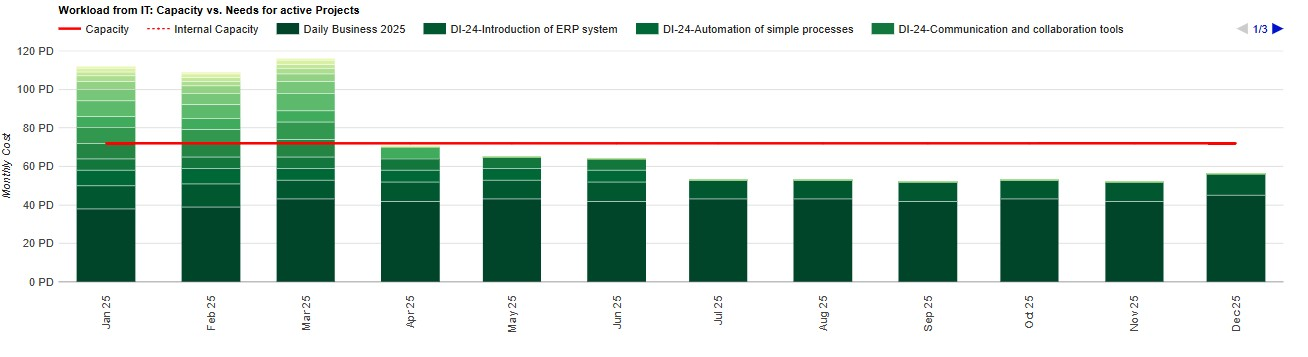 Workload from IT: Capacity vs. Needs for active Projects
Capacity Internal Capacity Daily Business 2025 DI-24-Introduction of ERP system DI-24-Automation of simple processes DI-24-Communication and collaboration tools 1/3
Monthly Cost
120 PD
100 PD
80 PD
60 PD
40 PD
20 PD
0 PD
Jan 25 Feb 25 Mar 25 Apr 25 May 25 Jun 25 Jul 25 Aug 25 Sep 25 Oct 25 Nov 25 Dec 25